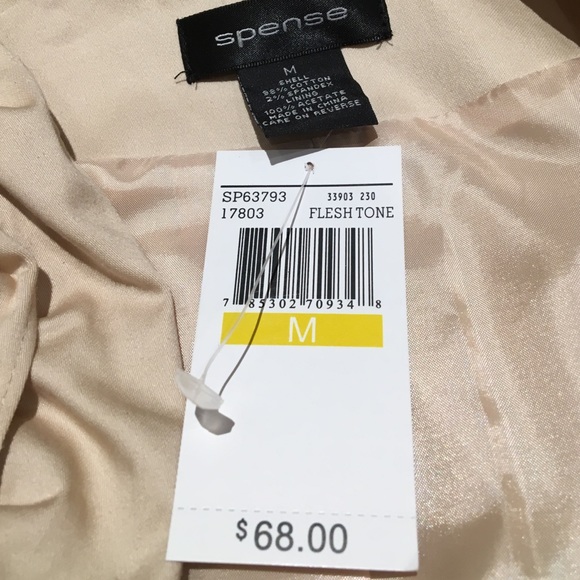 spense
M
SHELL
98% COTTON
2% SPANDEX
LINING
100% ACETATE
MADE IN CHINA
CARE ON REVERSE
SP63793 33903 230
17803 FLESH TONE
7 85302 70934 8
M
$68.00